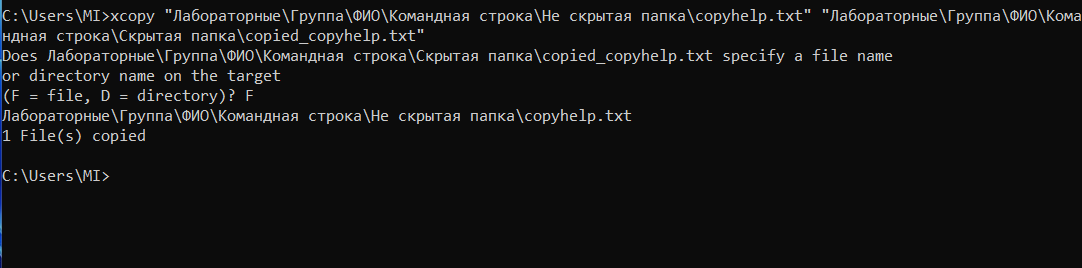 C:\Users\MI>xcopy "Лабораторные\Группа\ФИО\Командная строка\Не скрытая папка\copyhelp.txt" "Лабораторные\Группа\ФИО\Кома
ндная строка\Скрытая папка\copied_copyhelp.txt"
Does Лабораторные\Группа\ФИО\Командная строка\Скрытая папка\copied_copyhelp.txt specify a file name
or directory name on the target
(F = file, D = directory)? F
Лабораторные\Группа\ФИО\Командная строка\Не скрытая папка\copyhelp.txt
1 File(s) copied
C:\Users\MI>